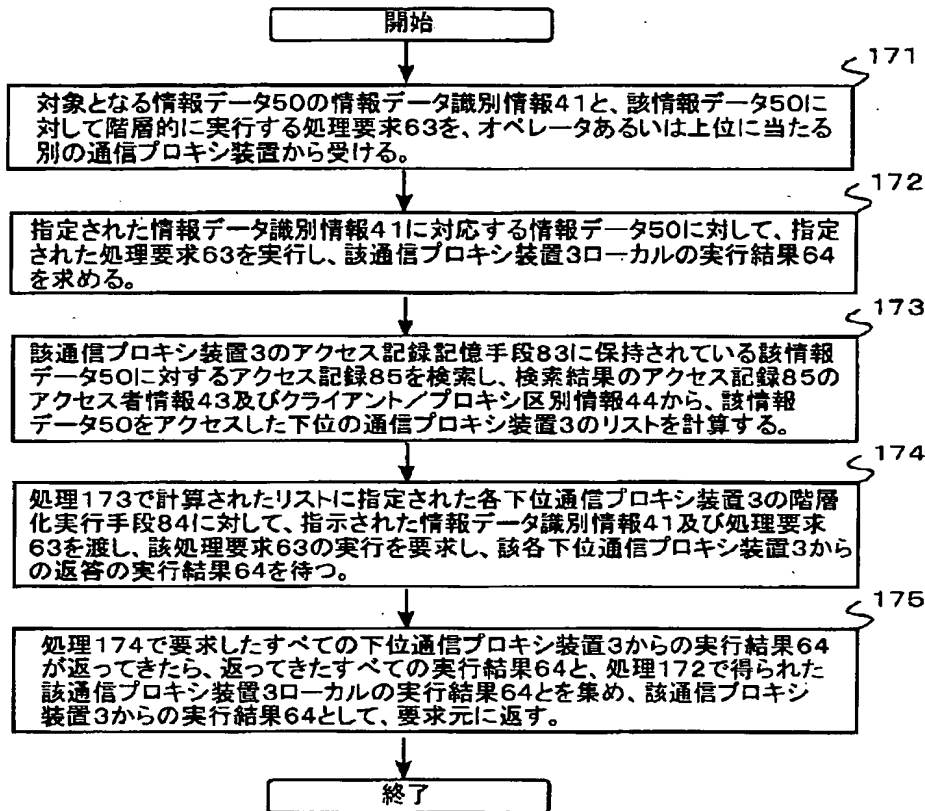 開始
171
対象となる情報データ50の情報データ識別情報41と、該情報データ50に
対して階層的に実行する処理要求63を、オペレータあるいは上位に当たる
別の通信プロキシ装置から受ける。
172
指定された情報データ識別情報41に対応する情報データ50に対して、指定
された処理要求63を実行し、該通信プロキシ装置3ローカルの実行結果64
を求める。
173
該通信プロキシ装置3のアクセス記録記憶手段83に保持されている該情報
データ50に対するアクセス記録85を検索し、検索結果のアクセス記録85の
アクセス者情報43及びクライアント/プロキシ区別情報44から、該情報
データ50をアクセスした下位の通信プロキシ装置3のリストを計算する。
174
処理173で計算されたリストに指定された各下位通信プロキシ装置3の階層
化実行手段84に対して、指示された情報データ識別情報41及び処理要求
63を渡し、該処理要求63の実行を要求し、該各下位通信プロキシ装置3から
の返答の実行結果64を待つ。
175
処理174で要求したすべての下位通信プロキシ装置3からの実行結果64
が返ってきたら、返ってきたすべての実行結果64と、処理172で得られた
該通信プロキシ装置3ローカルの実行結果64とを集め、該通信プロキシ
装置3からの実行結果64として、要求元に返す。
終了